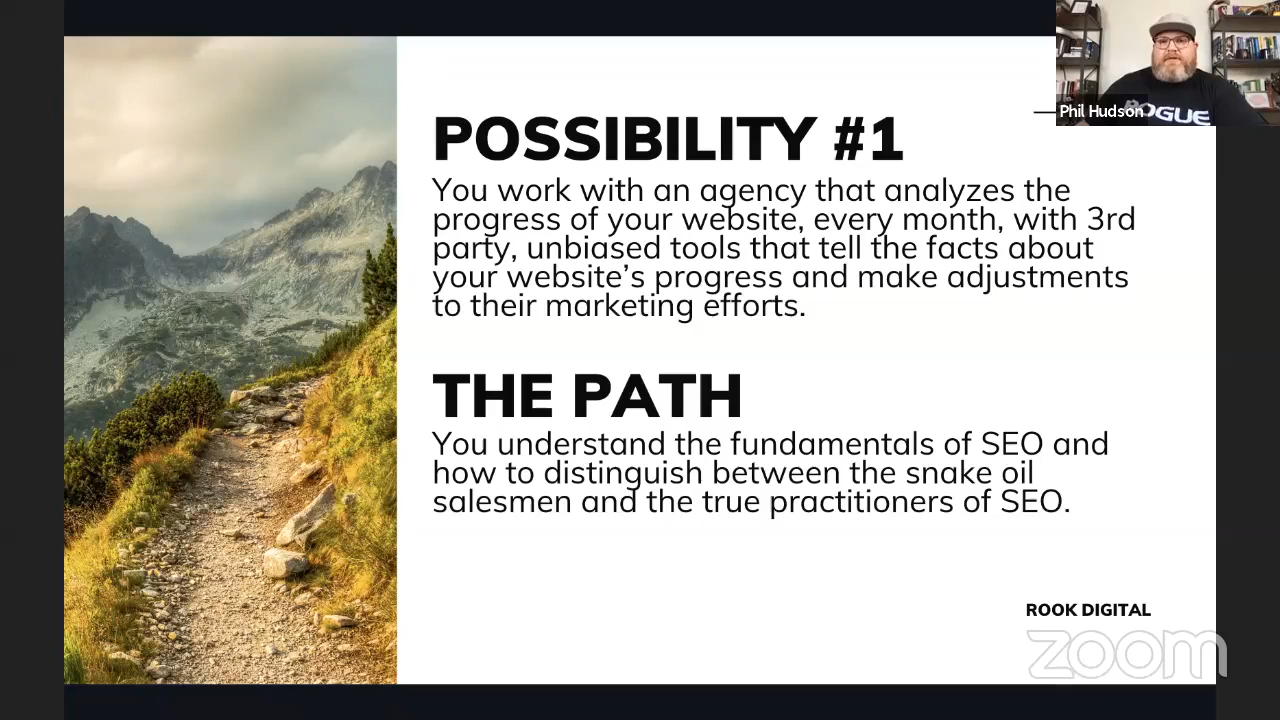 Phil Hudson
ROGUE
POSSIBILITY #1
You work with an agency that analyzes the
progress of your website, every month, with 3rd
party, unbiased tools that tell the facts about
your website’s progress and make adjustments
to their marketing efforts.
THE PATH
You understand the fundamentals of SEO and
how to distinguish between the snake oil
salesmen and the true practitioners of SEO.
ROOK DIGITAL
zoom